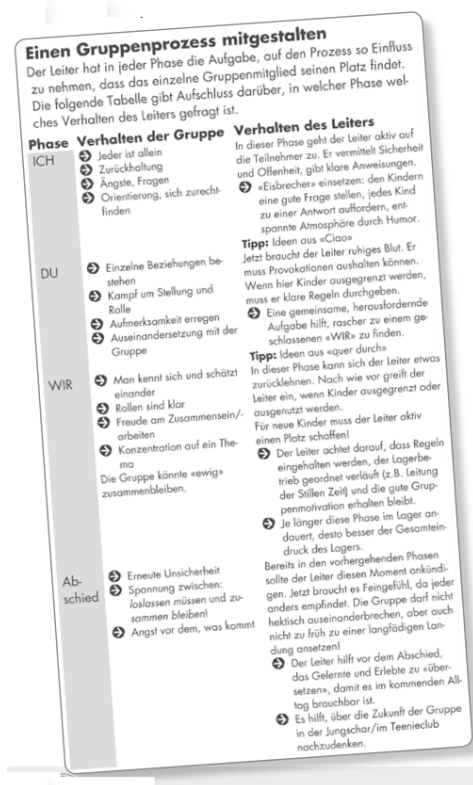 Einen Gruppenprozess mitgestalten
Der Leiter hat in jeder Phase die Aufgabe, auf den Prozess so Einfluss
zu nehmen, dass das einzelne Gruppenmitglied seinen Platz findet.
Die folgende Tabelle gibt Aufschluss darüber, in welcher Phase wel-
ches Verhalten des Leiters gefragt ist.
Phase Verhalten der Gruppe Verhalten des Leiters
ICH
Jeder ist allein
Zurückhaltung
Ängste, Fragen
Orientierung, sich zurecht-
finden
In dieser Phase geht der Leiter aktiv auf
die Teilnehmer zu. Er vermittelt Sicherheit
und Offenheit, gibt klare Anweisungen.
«Eisbrecher» einsetzen: den Kindern
eine gute Frage stellen, jedes Kind
zu einer Antwort auffordern, ent-
spannte Atmosphäre durch Humor.
Tipp: Ideen aus «Ciao»
DU
Einzelne Beziehungen be-
stehen
Kampf um Stellung und
Rolle
Aufmerksamkeit erregen
Auseinandersetzung mit der
Gruppe
Jetzt braucht der Leiter ruhiges Blut. Er
muss Provokationen aushalten können.
Wenn hier Kinder ausgegrenzt werden,
muss er klare Regeln durchgeben.
Eine gemeinsame, herausfordernde
Aufgabe hilft, rascher zu einem ge-
schlossenen «WIR» zu finden.
Tipp: Ideen aus «quer durch»
WIR
Man kennt sich und schätzt
einander
Rollen sind klar
Freude am Zusammensein/-
arbeiten
Konzentration auf ein The-
ma
Die Gruppe könnte «ewig»
zusammenbleiben.
In dieser Phase kann sich der Leiter etwas
zurücklehnen. Nach wie vor greift der
Leiter ein, wenn Kinder ausgegrenzt oder
ausgenutzt werden.
Für neue Kinder muss der Leiter aktiv
einen Platz schaffen!
Der Leiter achtet darauf, dass Regeln
eingehalten werden, der Lagerbe-
trieb geordnet verläuft (z.B. Leitung
der Stillen Zeit) und die gute Grup-
penmotivation erhalten bleibt.
Je länger diese Phase im Lager an-
dauert, desto besser der Gesamtein-
druck des Lagers.
Ab-
schied
Erneute Unsicherheit
Spannung zwischen:
loslassen müssen und zu-
sammen bleiben!
Angst vor dem, was kommt
Bereits in den vorhergehenden Phasen
sollte der Leiter diesen Moment ankündi-
gen. Jetzt braucht es Feingefühl, da jeder
anders empfindet. Die Gruppe darf nicht
hektisch auseinanderbrechen, aber auch
nicht zu früh zu einer langfädigen Lan-
dung ansetzen!
Der Leiter hilft vor dem Abschied,
das Gelernte und Erlebte zu «über-
setzen», damit es im kommenden All-
tag brauchbar ist.
Es hilft, über die Zukunft der Gruppe
in der Jungschar/im Teenieclub
nachzudenken.